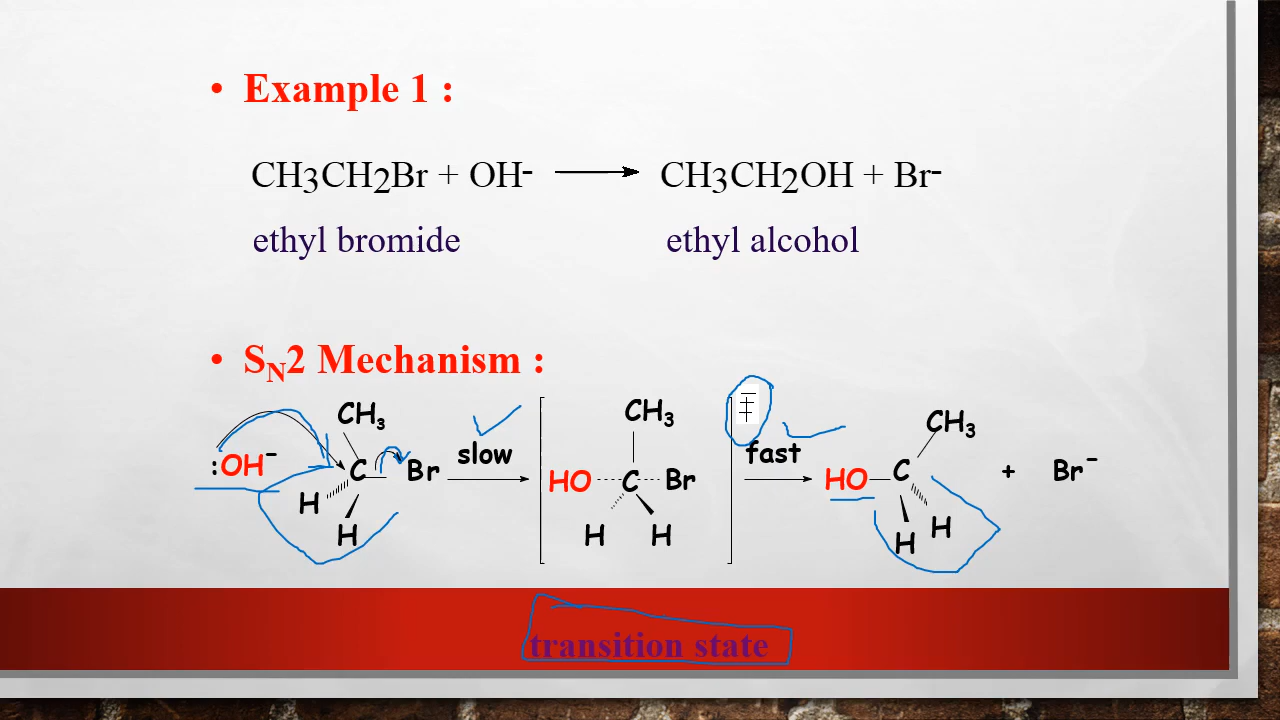 • Example 1 :
CH3CH2Br + OH- → CH3CH2OH + Br-
ethyl bromide ethyl alcohol
• SN2 Mechanism :
CH3 CH3 ‡ CH3
:OH− C Br slow HO C Br fast HO C + Br−
H H H H H H
transition state